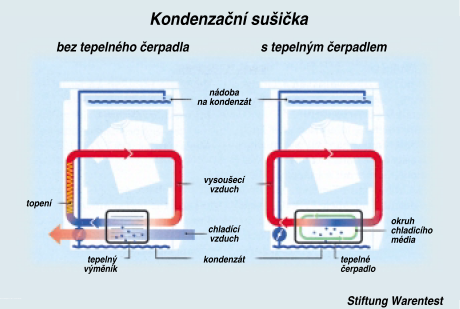 Kondenzační sušička
bez tepelného čerpadla
s tepelným čerpadlem
nádoba
na kondenzát
vysoušecí
vzduch
topení
chladící
vzduch
okruh
chladicího
média
tepelný
výměník
kondenzát
tepelné
čerpadlo
Stiftung Warentest